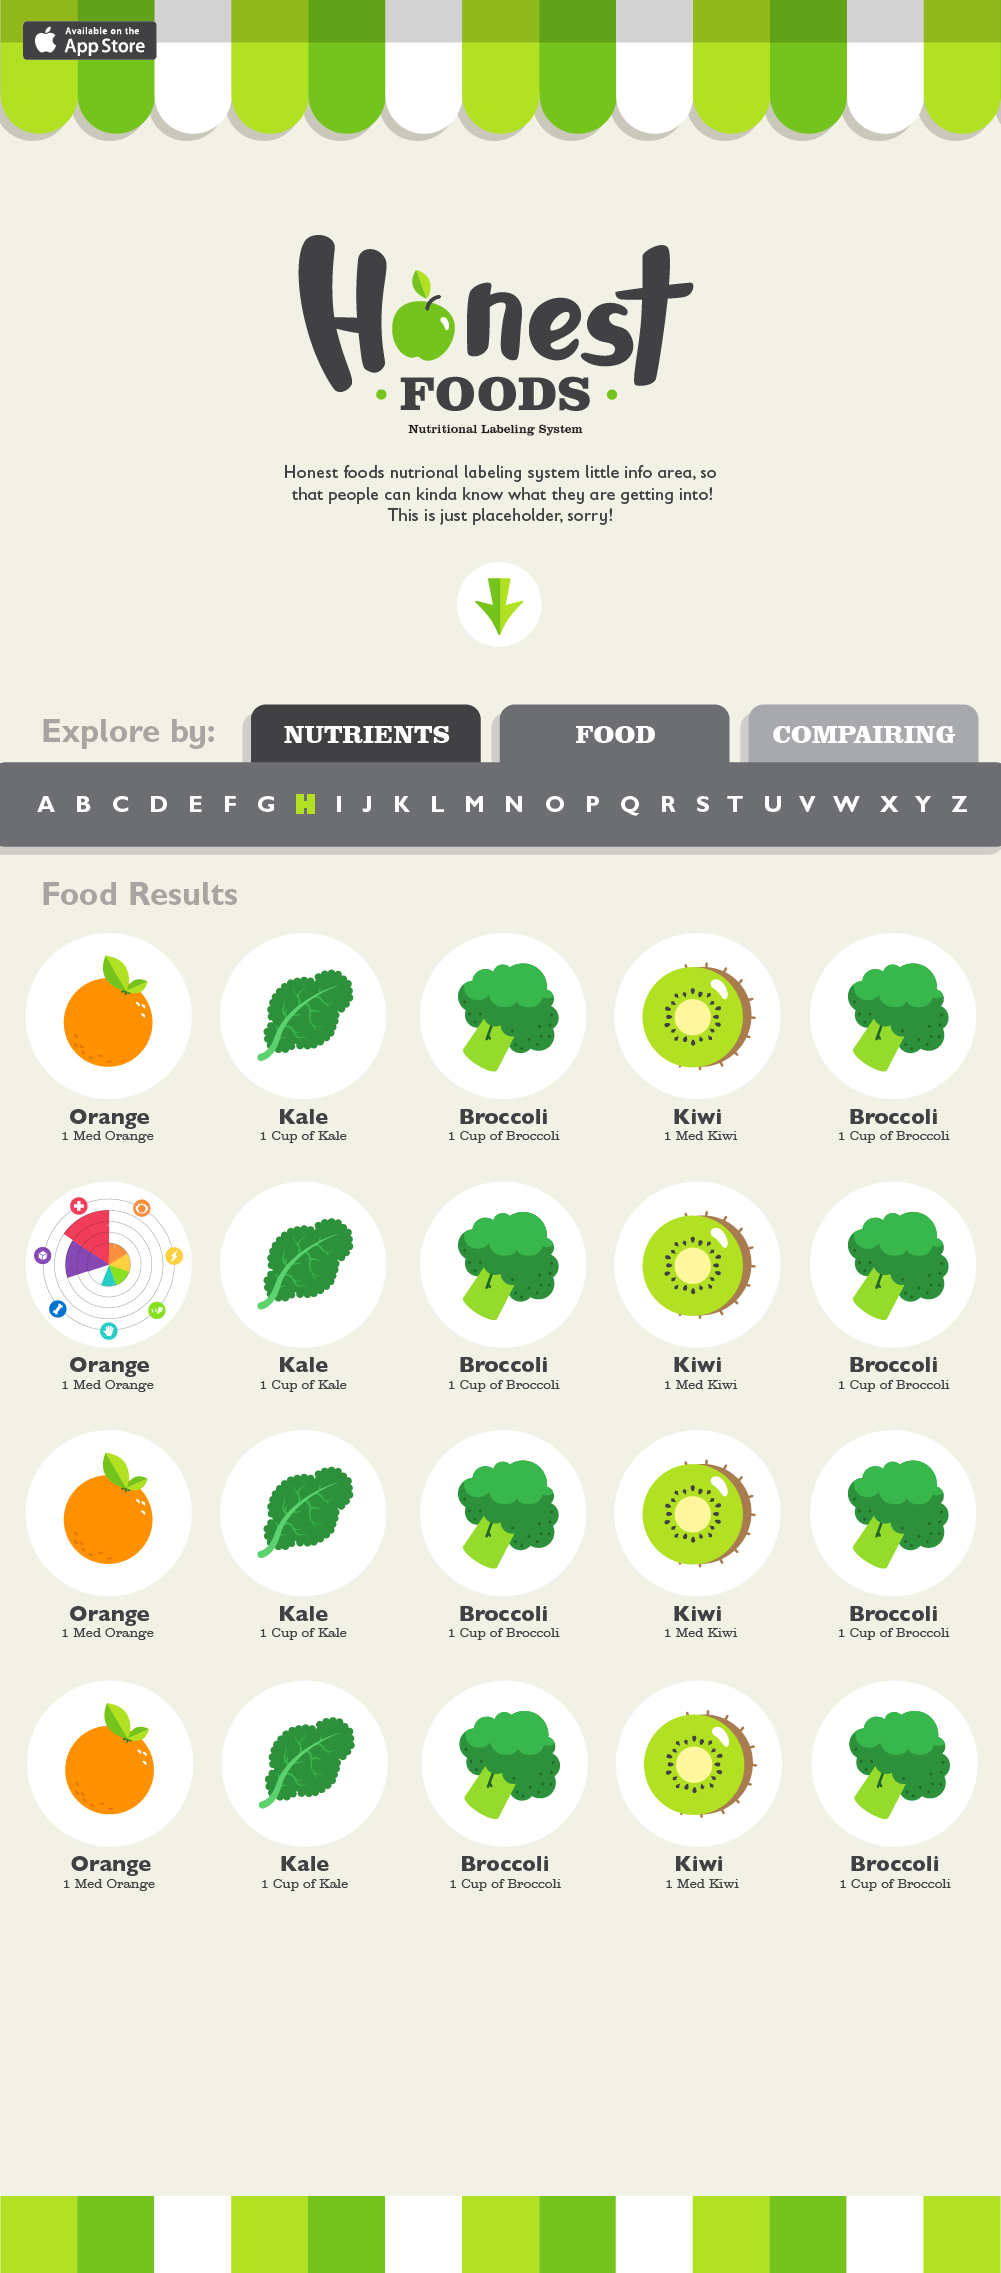 Available on the
App Store
Honest
FOODS
Nutritional Labeling System
Honest foods nutrional labeling system little info area, so
that people can kinda know what they are getting into!
This is just placeholder, sorry!
Explore by: NUTRIENTS FOOD COMPAIRING
A B C D E F G H I J K L M N O P Q R S T U V W X Y Z
Food Results
Orange Kale Broccoli Kiwi Broccoli
1 Med Orange 1 Cup of Kale 1 Cup of Broccoli 1 Med Kiwi 1 Cup of Broccoli
Orange Kale Broccoli Kiwi Broccoli
1 Med Orange 1 Cup of Kale 1 Cup of Broccoli 1 Med Kiwi 1 Cup of Broccoli
Orange Kale Broccoli Kiwi Broccoli
1 Med Orange 1 Cup of Kale 1 Cup of Broccoli 1 Med Kiwi 1 Cup of Broccoli
Orange Kale Broccoli Kiwi Broccoli
1 Med Orange 1 Cup of Kale 1 Cup of Broccoli 1 Med Kiwi 1 Cup of Broccoli